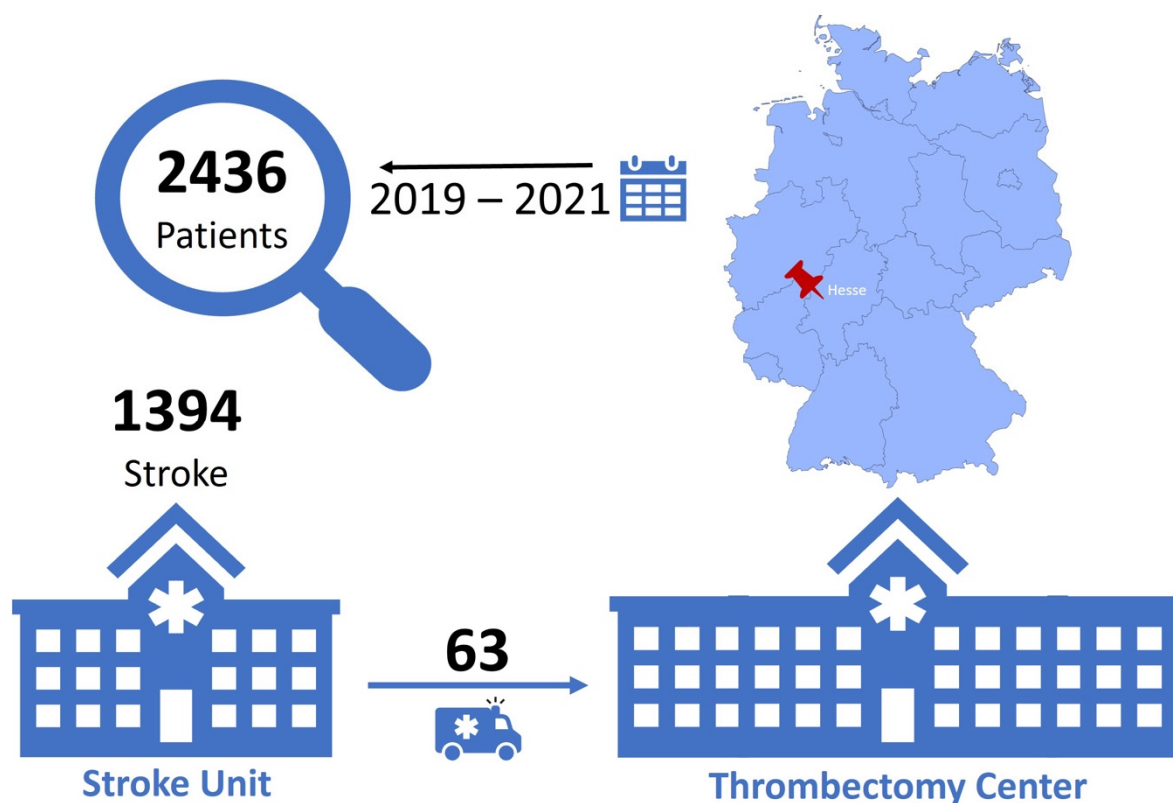 2436
Patients
2019 – 2021
Hesse
1394
Stroke
63
Stroke Unit
Thrombectomy Center